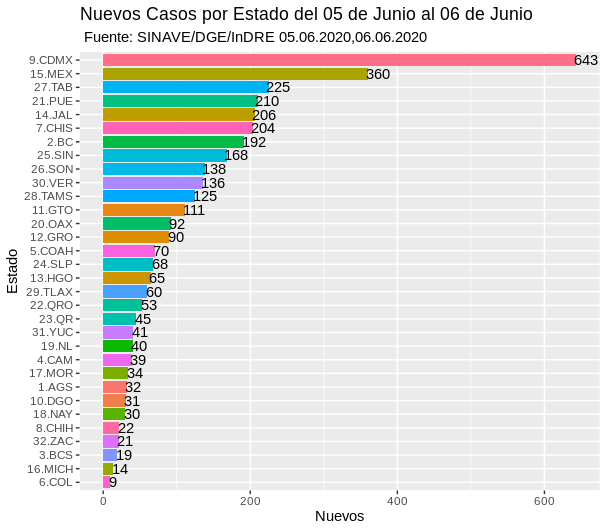 Nuevos Casos por Estado del 05 de Junio al 06 de Junio
Fuente: SINAVE/DGE/InDRE 05.06.2020,06.06.2020
9.CDMX 643
15.MEX 360
27.TAB 225
21.PUE 210
14.JAL 206
7.CHIS 204
2.BC 192
25.SIN 168
26.SON 138
30.VER 136
28.TAMS 125
11.GTO 111
20.OAX 92
12.GRO 90
5.COAH 70
24.SLP 68
13.HGO 65
29.TLAX 60
22.QRO 53
23.QR 45
31.YUC 41
19.NL 40
4.CAM 39
17.MOR 34
1.AGS 32
10.DGO 31
18.NAY 30
8.CHIH 22
32.ZAC 21
3.BCS 19
16.MICH 14
6.COL 9
Estado
0 200 400 600
Nuevos